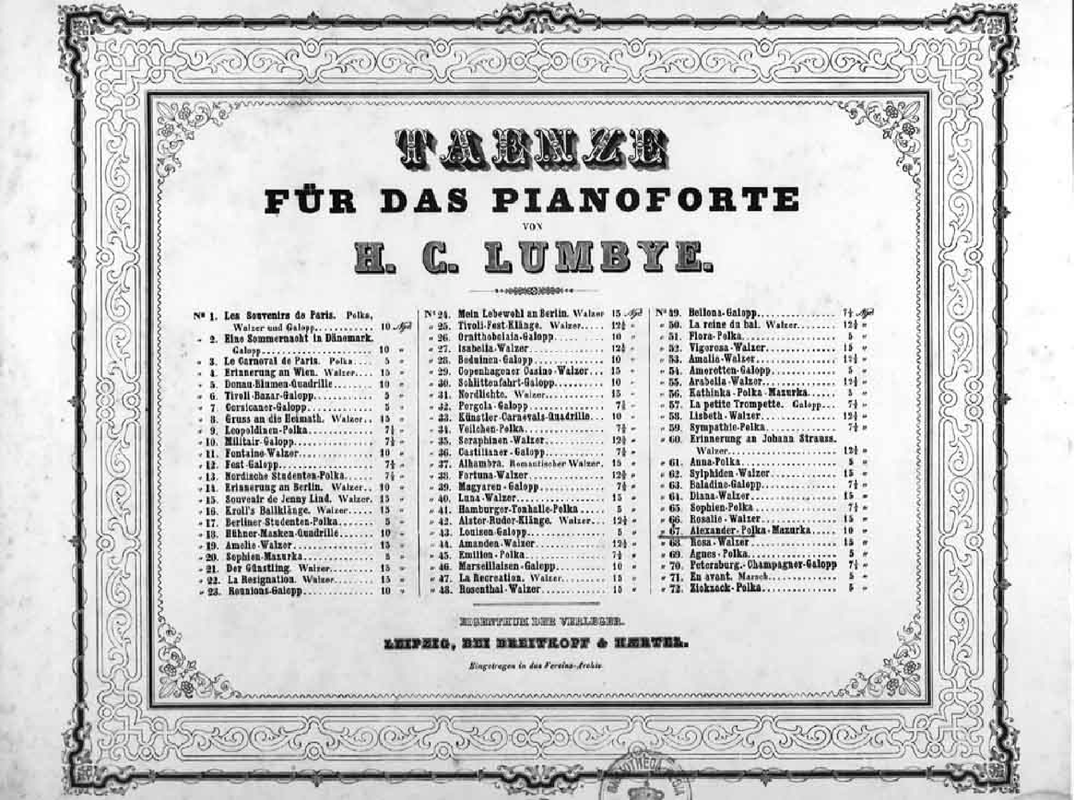 TAENZE
FÜR DAS PIANOFORTE
VON
H. C. LUMBYE.
No 1. Les Souvenirs de Paris. Polka,
Walzer und Galopp........... 10 Ngr
" 2. Eine Sommernacht in Dänemark.
Galopp.................... 10 "
" 3. Le Carneval de Paris. Polka.... 5 "
" 4. Erinnerung an Wien. Walzer.... 15 "
" 5. Donau-Blumen-Quadrille........ 10 "
" 6. Tivoli-Bazar-Galopp........... 5 "
" 7. Corsicaner-Galopp............. 5 "
" 8. Gruss an die Heimath. Walzer.. 15 "
" 9. Leopoldinen-Polka............. 7½ "
" 10. Militair-Galopp.............. 7½ "
" 11. Fontaine-Walzer.............. 10 "
" 12. Fest-Galopp.................. 7½ "
" 13. Nordische Studenten-Polka.... 7½ "
" 14. Erinnerung an Berlin. Walzer.. 10 "
" 15. Souvenir de Jenny Lind. Walzer. 15 "
" 16. Kroll's Ballklänge. Walzer.... 15 "
" 17. Berliner-Studenten-Polka..... 5 "
" 18. Hühner-Masken-Quadrille...... 10 "
" 19. Amelie-Walzer................ 15 "
" 20. Sophien-Mazurka.............. 5 "
" 21. Der Günstling. Walzer........ 15 "
" 22. La Resignation. Walzer....... 15 "
" 23. Reunions-Galopp.............. 10 "
No 24. Mein Lebewohl an Berlin. Walzer 15 Ngr
" 25. Tivoli-Fest-Klänge. Walzer.... 12½ "
" 26. Ornithobolaia-Galopp......... 10 "
" 27. Isabella-Walzer.............. 12½ "
" 28. Beduinen-Galopp.............. 10 "
" 29. Copenhagener Casino-Walzer... 15 "
" 30. Schlittenfahrt-Galopp........ 10 "
" 31. Nordlichte. Walzer........... 15 "
" 32. Pergola-Galopp............... 7½ "
" 33. Künstler-Carnevals-Quadrille.. 10 "
" 34. Veilchen-Polka............... 7½ "
" 35. Seraphinen-Walzer............ 12½ "
" 36. Castilianer-Galopp........... 7½ "
" 37. Alhambra. Romantischer Walzer. 15 "
" 38. Fortuna-Walzer............... 12½ "
" 39. Magyaren-Galopp.............. 7½ "
" 40. Luna-Walzer.................. 15 "
" 41. Hamburger-Tonhalle-Polka..... 5 "
" 42. Alster-Ruder-Klänge. Walzer... 12½ "
" 43. Louisen-Galopp............... 5 "
" 44. Amanden-Walzer............... 12½ "
" 45. Emilien-Polka................ 7½ "
" 46. Marseillaisen-Galopp......... 10 "
" 47. La Recreation. Walzer........ 15 "
" 48. Rosenthal-Walzer............. 15 "
No 49. Bellona-Galopp............... 7½ Ngr
" 50. La reine du bal. Walzer...... 12½ "
" 51. Flora-Polka.................. 5 "
" 52. Vigorosa-Walzer.............. 15 "
" 53. Amalie-Walzer................ 12½ "
" 54. Amoretten-Galopp............. 5 "
" 55. Arabella-Walzer.............. 12½ "
" 56. Kathinka-Polka-Mazurka....... 5 "
" 57. La petite Trompette. Galopp... 7½ "
" 58. Lisbeth-Walzer............... 12½ "
" 59. Sympathie-Polka.............. 7½ "
" 60. Erinnerung an Johann Strauss.
Walzer.................... 12½ "
" 61. Anna-Polka................... 5 "
" 62. Sylphiden-Walzer............. 15 "
" 63. Baladine-Galopp.............. 7½ "
" 64. Diana-Walzer................. 15 "
" 65. Sophien-Polka................ 7½ "
" 66. Rosalie-Walzer............... 15 "
" 67. Alexander-Polka-Mazurka...... 10 "
" 68. Rosa-Walzer.................. 15 "
" 69. Agnes-Polka.................. 5 "
" 70. Petersburg.-Champagner-Galopp 7½ "
" 71. En avant. Marsch............. 5 "
" 72. Zickzack-Polka............... 5 "
EIGENTHUM DER VERLEGER.
LEIPZIG, BEI BREITKOPF & HÆRTEL.
Eingetragen in das Vereins-Archiv.